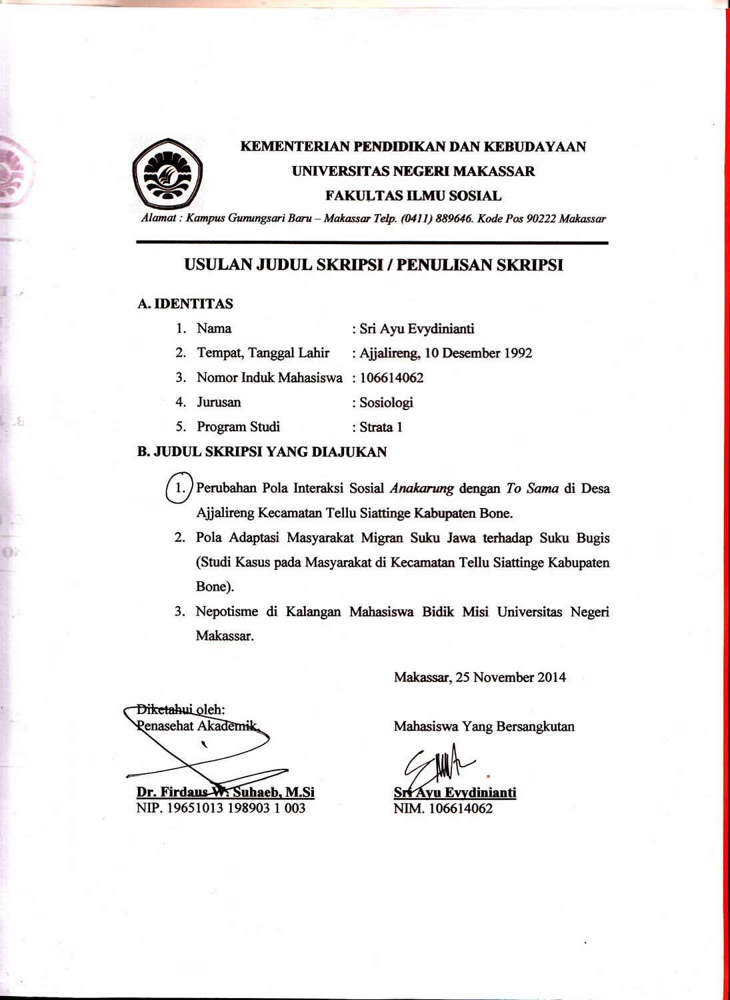 KEMENTERIAN PENDIDIKAN DAN KEBUDAYAAN
UNIVERSITAS NEGERI MAKASSAR
FAKULTAS ILMU SOSIAL
Alamat : Kampus Gunungsari Baru – Makassar Telp. (0411) 889646. Kode Pos 90222 Makassar
USULAN JUDUL SKRIPSI / PENULISAN SKRIPSI
A. IDENTITAS
1. Nama : Sri Ayu Evydinianti
2. Tempat, Tanggal Lahir : Ajjalireng, 10 Desember 1992
3. Nomor Induk Mahasiswa : 106614062
4. Jurusan : Sosiologi
5. Program Studi : Strata 1
B. JUDUL SKRIPSI YANG DIAJUKAN
1. Perubahan Pola Interaksi Sosial Anakarung dengan To Sama di Desa
Ajjalireng Kecamatan Tellu Siattinge Kabupaten Bone.
2. Pola Adaptasi Masyarakat Migran Suku Jawa terhadap Suku Bugis
(Studi Kasus pada Masyarakat di Kecamatan Tellu Siattinge Kabupaten
Bone).
3. Nepotisme di Kalangan Mahasiswa Bidik Misi Universitas Negeri
Makassar.
Makassar, 25 November 2014
Diketahui oleh:
Penasehat Akademik, Mahasiswa Yang Bersangkutan
Dr. Firdaus W. Suhaeb, M.Si Sri Ayu Evydinianti
NIP. 19651013 198903 1 003 NIM. 106614062